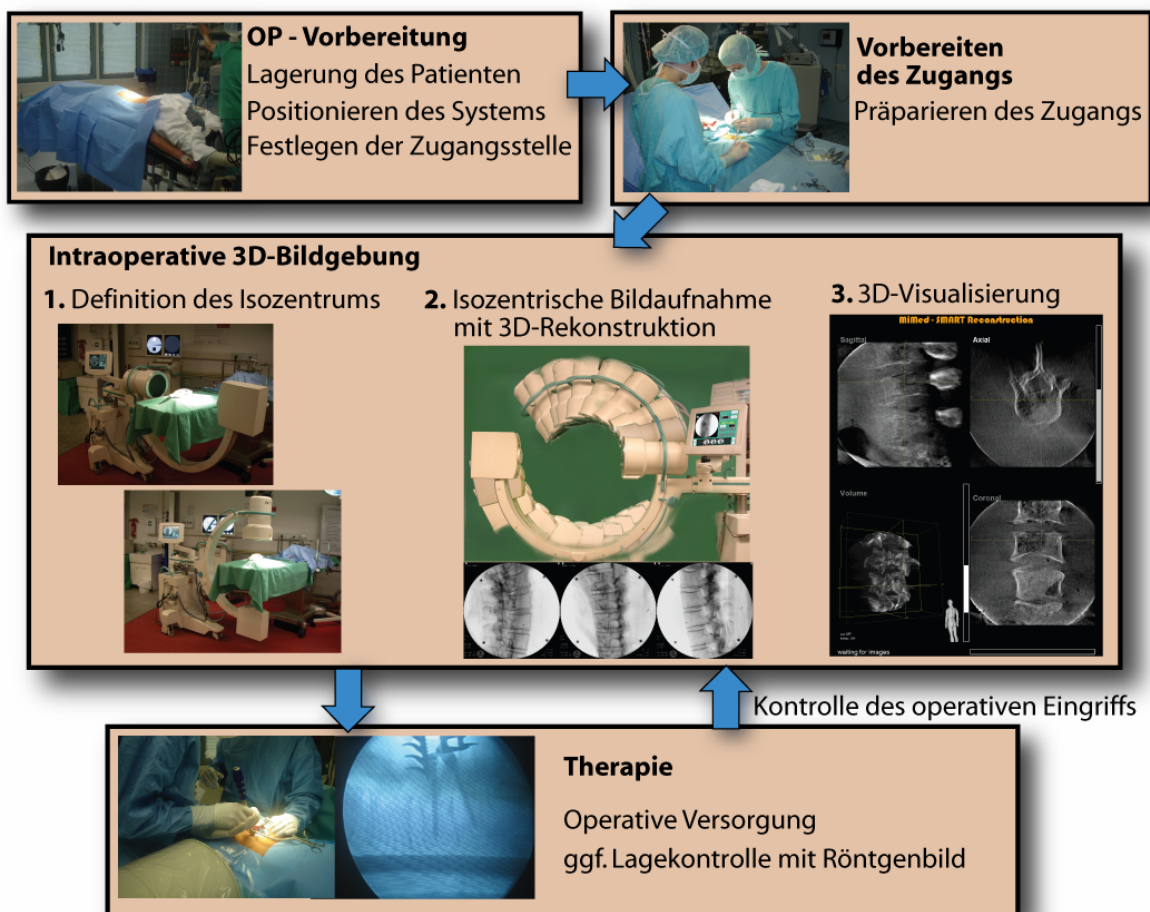 OP - Vorbereitung
Lagerung des Patienten
Positionieren des Systems
Festlegen der Zugangsstelle
Vorbereiten
des Zugangs
Präparieren des Zugangs
Intraoperative 3D-Bildgebung
1. Definition des Isozentrums
2. Isozentrische Bildaufnahme
mit 3D-Rekonstruktion
3. 3D-Visualisierung
MiMed - SMART Reconstruction
Sagittal
Axial
Volume
Coronal
waiting for images
Kontrolle des operativen Eingriffs
Therapie
Operative Versorgung
ggf. Lagekontrolle mit Röntgenbild